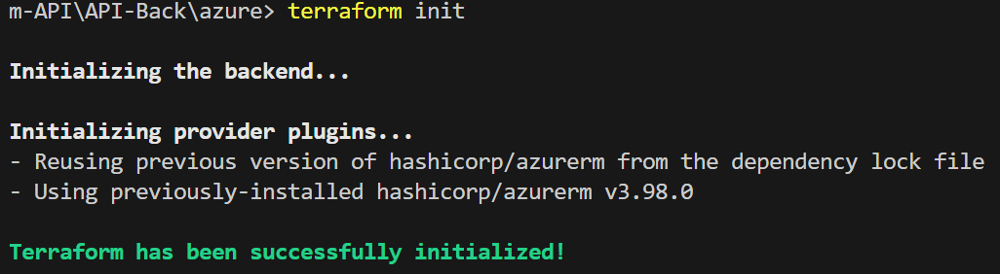 m-API\API-Back\azure> terraform init
Initializing the backend...
Initializing provider plugins...
- Reusing previous version of hashicorp/azurerm from the dependency lock file
- Using previously-installed hashicorp/azurerm v3.98.0
Terraform has been successfully initialized!